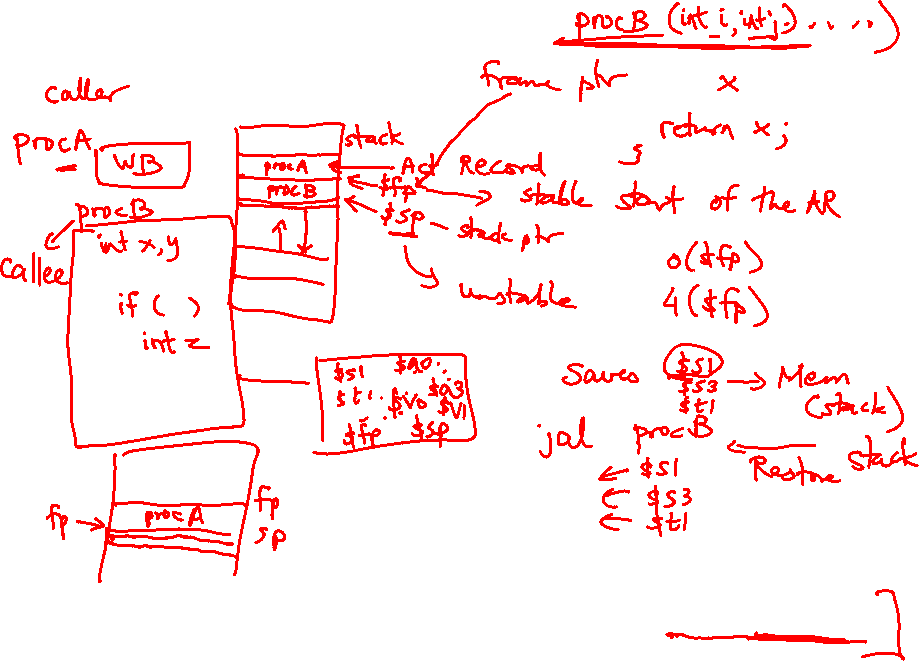 procB (int i, int j) . . . . )
frame ptr
x
caller
return x;
}
procA
WB
stack
procA
Act Record
procB
$fp
stable start of the AR
$sp
stack ptr
unstable
procB
callee
int x,y
if ( )
int z
0($fp)
4($fp)
$s1 $a0..
$t1. $v0 $a3
$v1
$fp $sp
Saves $s1
$s3
$t1
Mem
(stack)
jal procB
Restore stack
$s1
$s3
$t1
fp
procA
fp
sp